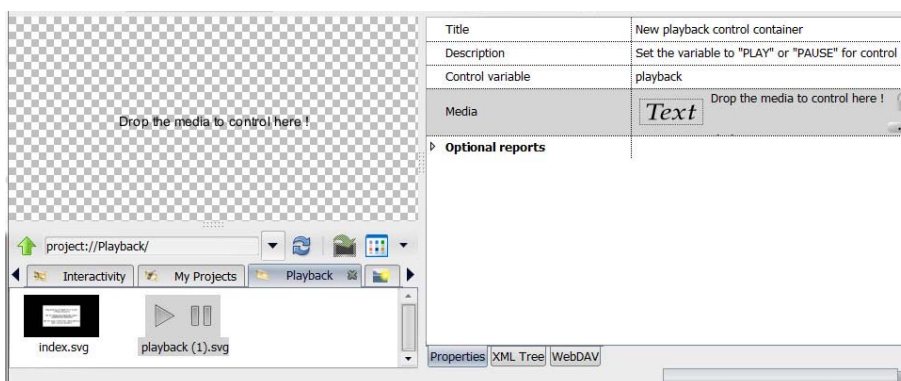 Drop the media to control here !
project://Playback/
Interactivity
My Projects
Playback
index.svg
playback (1).svg
Title
New playback control container
Description
Set the variable to "PLAY" or "PAUSE" for control
Control variable
playback
Media
Text
Drop the media to control here !
Optional reports
Properties
XML Tree
WebDAV